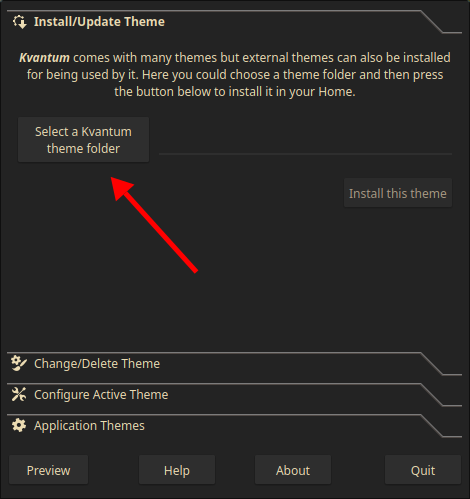 Install/Update Theme
Kvantum comes with many themes but external themes can also be installed
for being used by it. Here you could choose a theme folder and then press
the button below to install it in your Home.
Select a Kvantum
theme folder
Install this theme
Change/Delete Theme
Configure Active Theme
Application Themes
Preview
Help
About
Quit